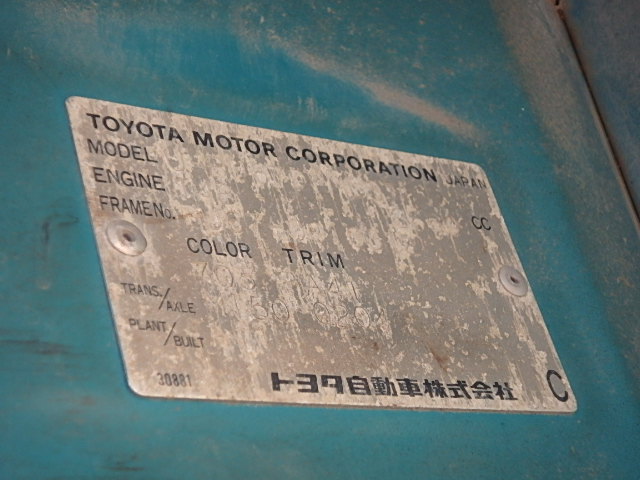 TOYOTA MOTOR CORPORATION JAPAN
MODEL
ENGINE CC
FRAME No.
COLOR TRIM
TRANS./AXLE
PLANT/BUILT
30881 トヨタ自動車株式会社 C